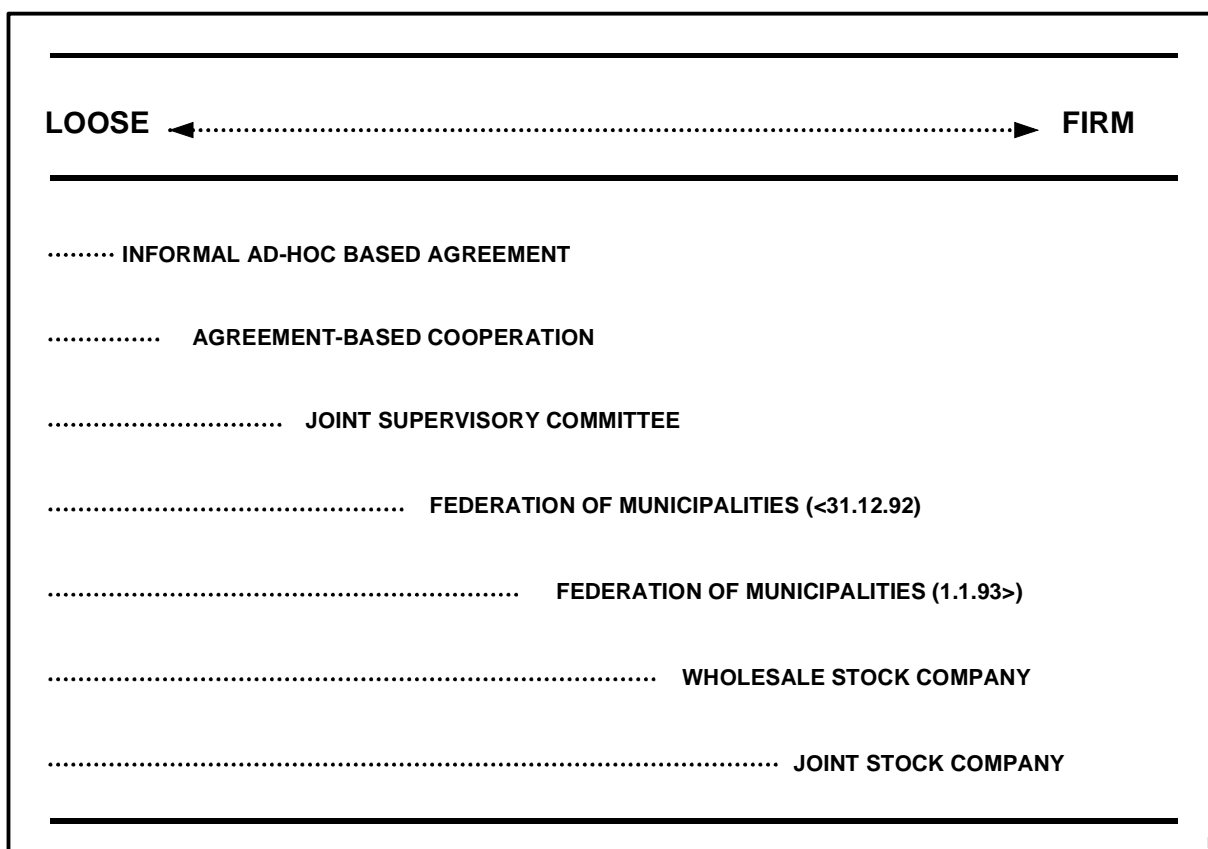 LOOSE FIRM
INFORMAL AD-HOC BASED AGREEMENT
AGREEMENT-BASED COOPERATION
JOINT SUPERVISORY COMMITTEE
FEDERATION OF MUNICIPALITIES (<31.12.92)
FEDERATION OF MUNICIPALITIES (1.1.93>)
WHOLESALE STOCK COMPANY
JOINT STOCK COMPANY